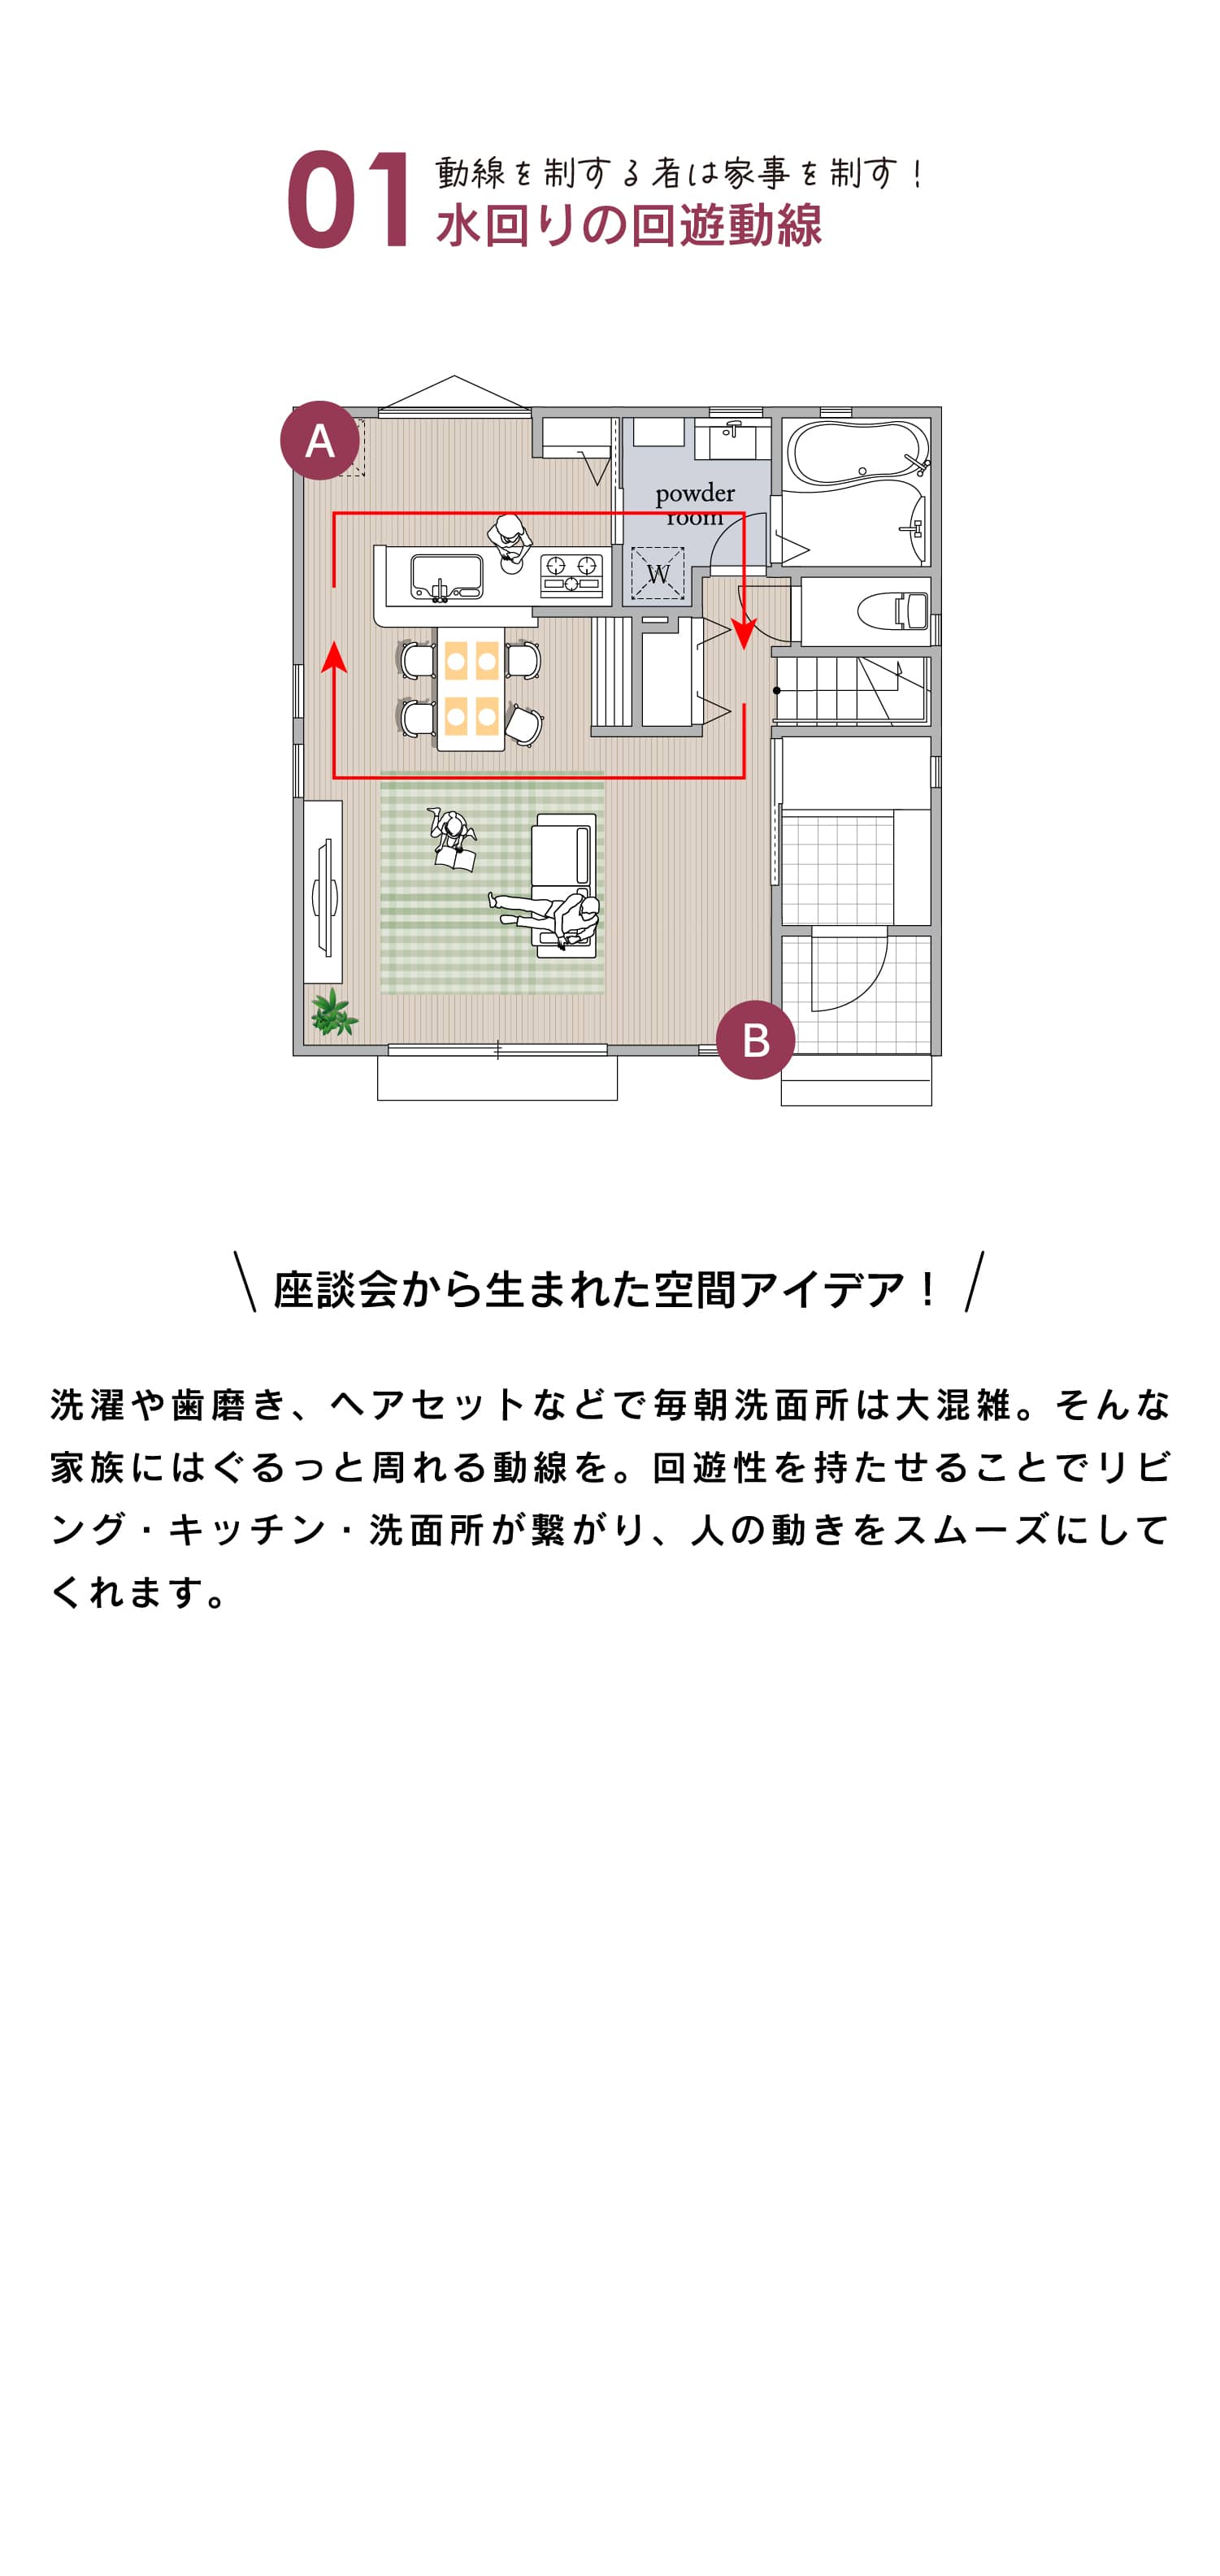 01
動線を制する者は家事を制す！
水回りの回遊動線
A
powder
room
W
B
座談会から生まれた空間アイデア！
洗濯や歯磨き、ヘアセットなどで毎朝洗面所は大混雑。そんな
家族にはぐるっと周れる動線を。回遊性を持たせることでリビ
ング・キッチン・洗面所が繋がり、人の動きをスムーズにして
くれます。